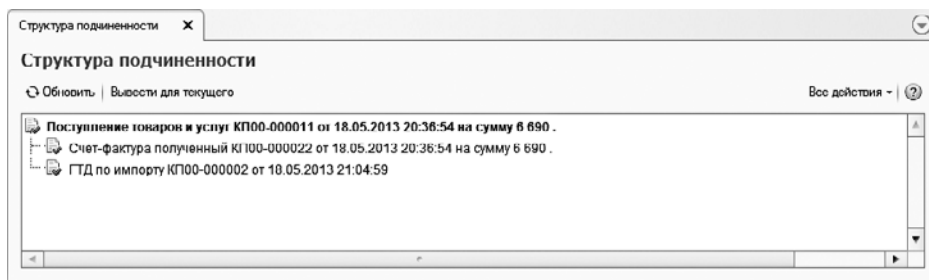 Структура подчиненности
Структура подчиненности
Обновить Вывести для текущего Все действия
Поступление товаров и услуг КП00-000011 от 18.05.2013 20:36:54 на сумму 6 690 .
Счет-фактура полученный КП00-000022 от 18.05.2013 20:36:54 на сумму 6 690 .
ГТД по импорту КП00-000002 от 18.05.2013 21:04:59